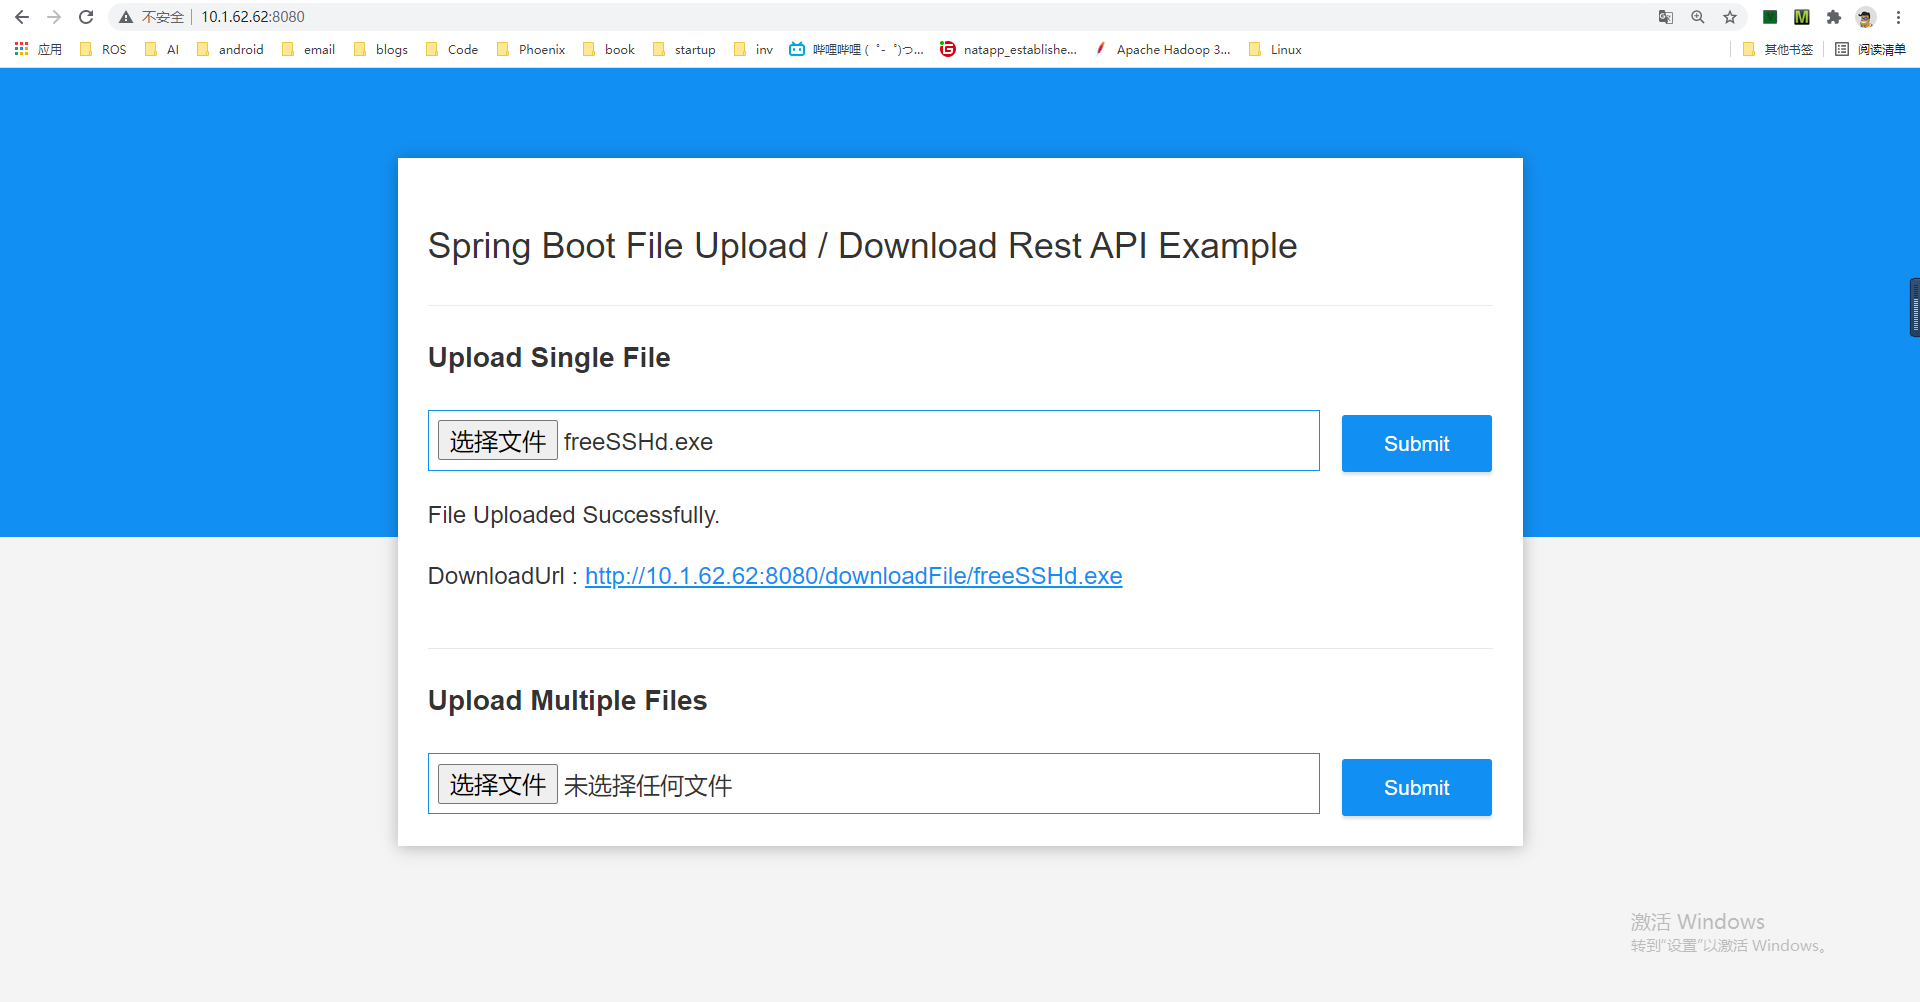 不安全 10.1.62.62:8080
应用 ROS AI android email blogs Code Phoenix book startup inv 哔哩哔哩 ( ゜- ゜)つ... natapp_establishe... Apache Hadoop 3... Linux 其他书签 阅读清单
Spring Boot File Upload / Download Rest API Example
Upload Single File
选择文件 freeSSHd.exe Submit
File Uploaded Successfully.
DownloadUrl : http://10.1.62.62:8080/downloadFile/freeSSHd.exe
Upload Multiple Files
选择文件 未选择任何文件 Submit
激活 Windows
转到“设置”以激活 Windows。